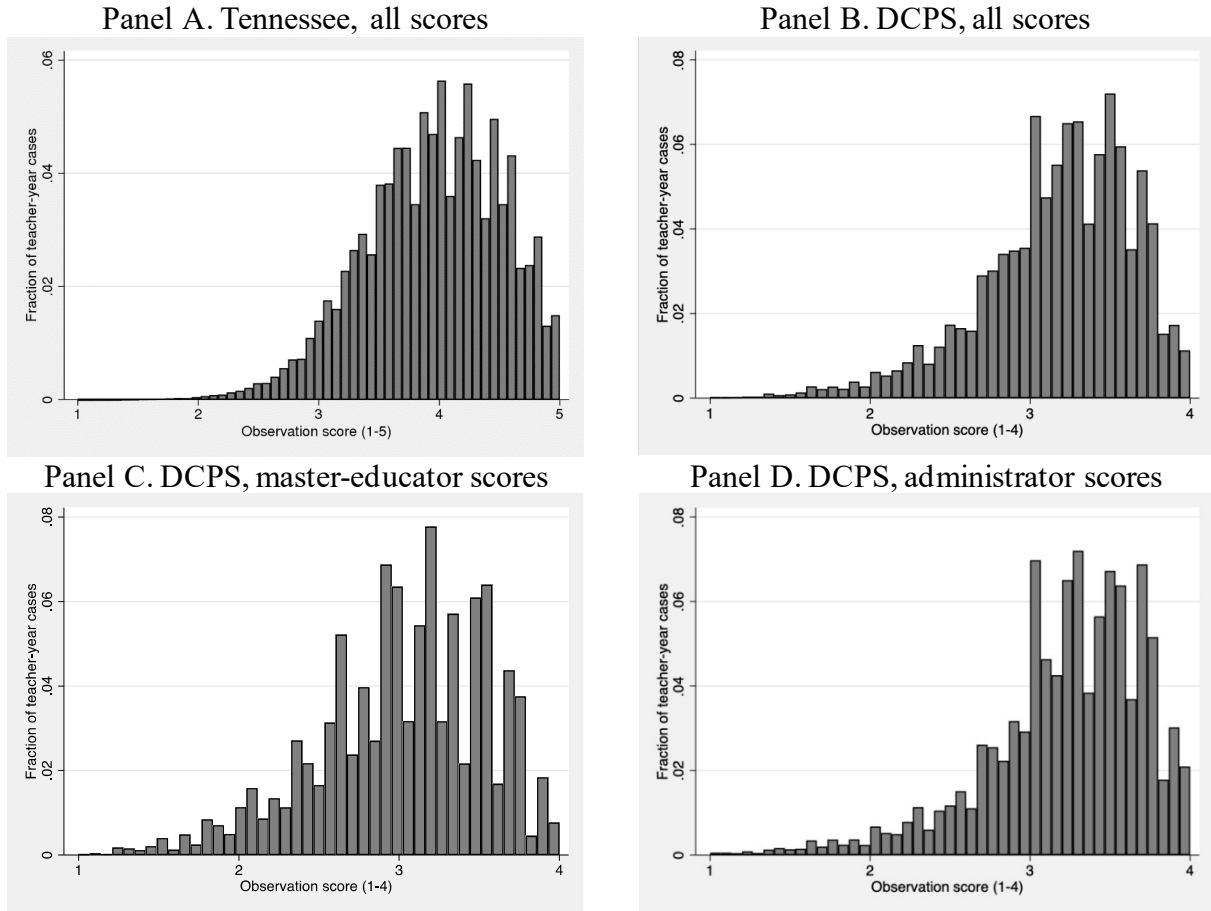 Panel A. Tennessee, all scores
Fraction of teacher-year cases
.06
.04
.02
0
1 2 3 4 5
Observation score (1-5)
Panel B. DCPS, all scores
Fraction of teacher-year cases
.08
.06
.04
.02
0
1 2 3 4
Observation score (1-4)
Panel C. DCPS, master-educator scores
Fraction of teacher-year cases
.08
.06
.04
.02
0
1 2 3 4
Observation score (1-4)
Panel D. DCPS, administrator scores
Fraction of teacher-year cases
.08
.06
.04
.02
0
1 2 3 4
Observation score (1-4)